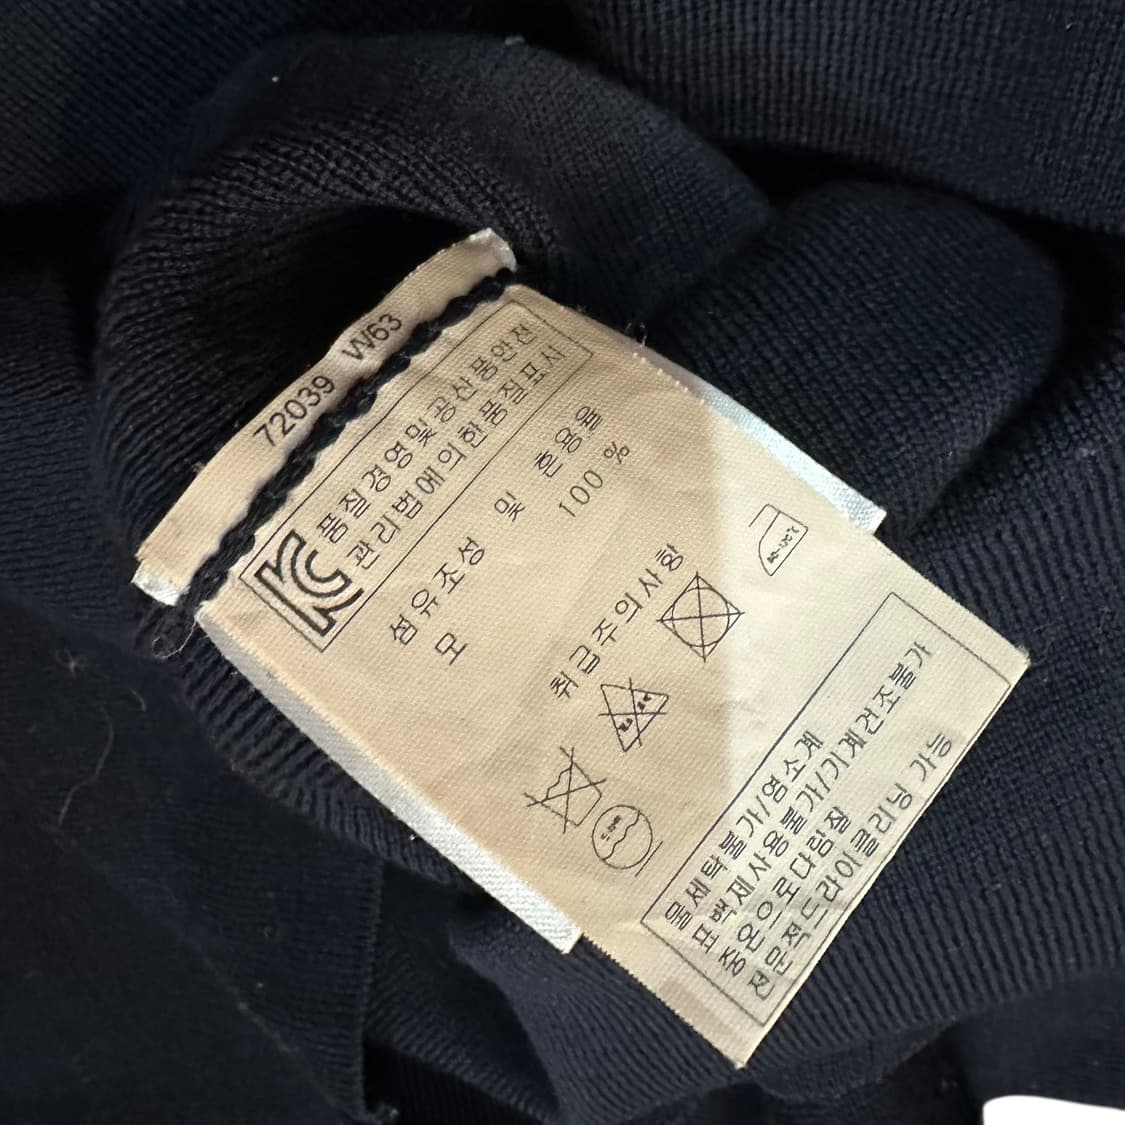 72039 W63
KC
품질경영및공산품안전
관리법에의한품질표시
섬유조성 및 혼용율
모 100 %
취급주의사항
80~120℃
물세탁불가/염소계
표백제사용불가/기계건조불가
중온으로다림질
전문적드라이클리닝 가능